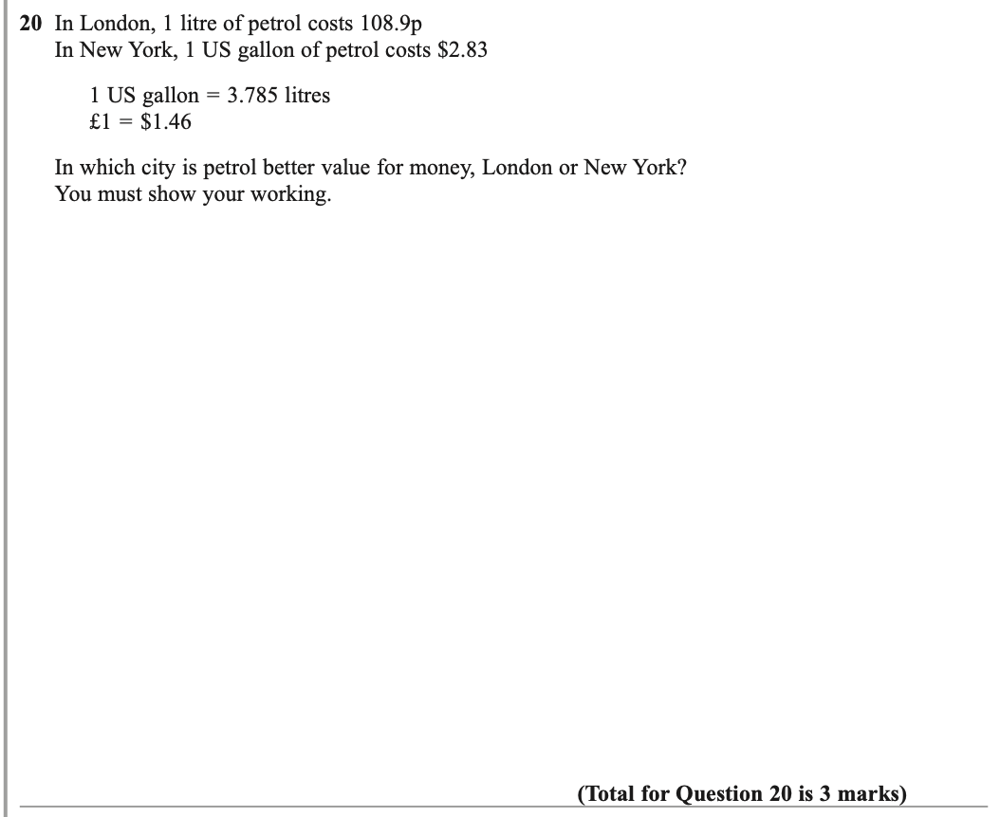 20 In London, 1 litre of petrol costs 108.9p
In New York, 1 US gallon of petrol costs $2.83
1 US gallon = 3.785 litres
£1 = $1.46
In which city is petrol better value for money, London or New York?
You must show your working.
(Total for Question 20 is 3 marks)